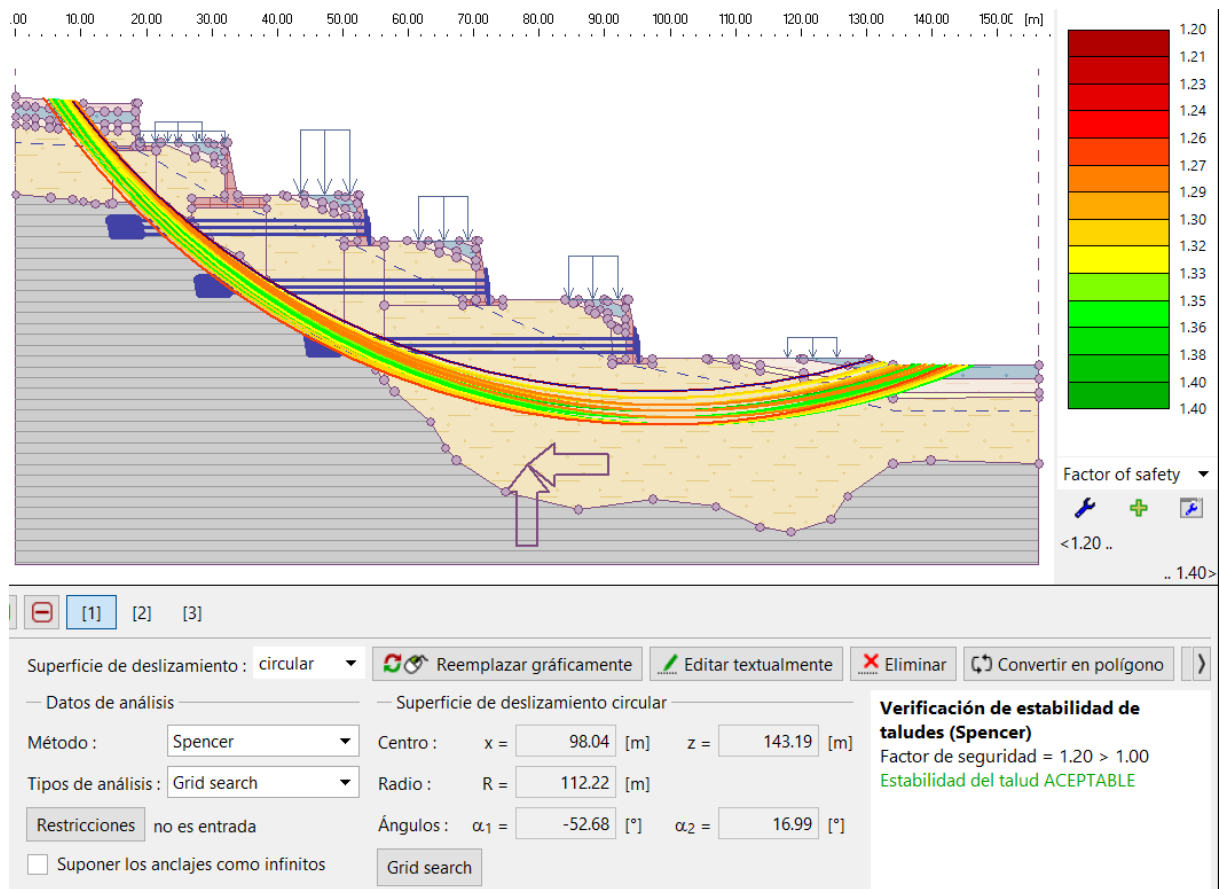 .00 10.00 20.00 30.00 40.00 50.00 60.00 70.00 80.00 90.00 100.00 110.00 120.00 130.00 140.00 150.00 [m]
1.20
1.21
1.23
1.24
1.26
1.27
1.29
1.30
1.32
1.33
1.35
1.36
1.38
1.40
1.40
Factor of safety
<1.20 ..
.. 1.40>
[1] [2] [3]
Superficie de deslizamiento : circular Reemplazar gráficamente Editar textualmente Eliminar Convertir en polígono
Datos de análisis Superficie de deslizamiento circular
Método : Spencer Centro : x = 98.04 [m] z = 143.19 [m]
Tipos de análisis : Grid search Radio : R = 112.22 [m]
Restricciones no es entrada Ángulos : α1 = -52.68 [°] α2 = 16.99 [°]
Suponer los anclajes como infinitos Grid search
Verificación de estabilidad de
taludes (Spencer)
Factor de seguridad = 1.20 > 1.00
Estabilidad del talud ACEPTABLE